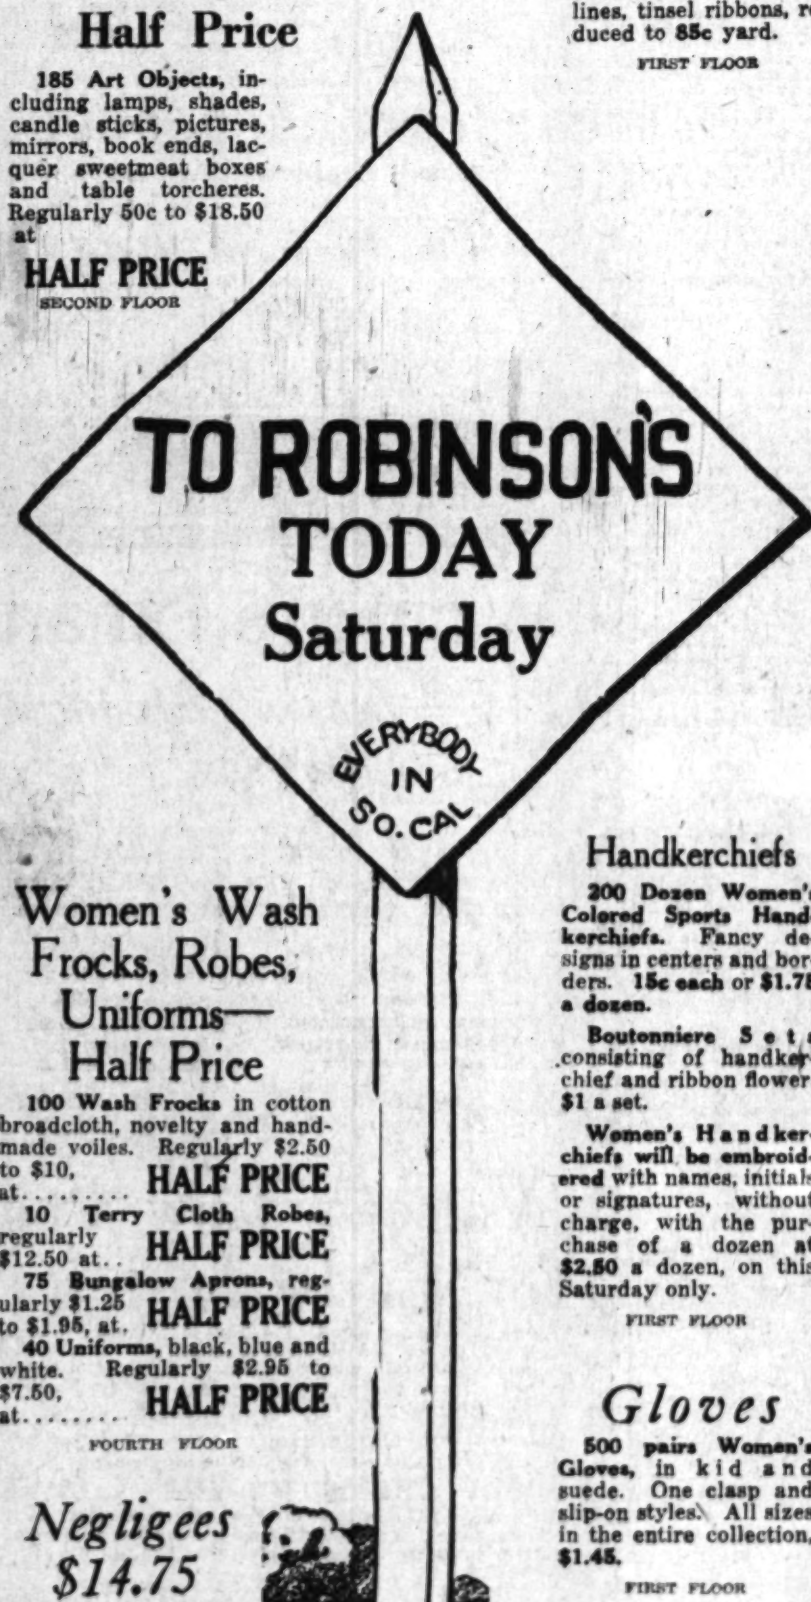 Half Price
185 Art Objects, in-
cluding lamps, shades,
candle sticks, pictures,
mirrors, book ends, lac-
quer sweetmeat boxes
and table torcheres.
Regularly 50c to $18.50
at
HALF PRICE
SECOND FLOOR
lines, tinsel ribbons, re
duced to 85c yard.
FIRST FLOOR
TO ROBINSON'S
TODAY
Saturday
EVERYBODY
IN
SO. CAL
Women's Wash
Frocks, Robes,
Uniforms—
Half Price
100 Wash Frocks in cotton
broadcloth, novelty and hand-
made voiles. Regularly $2.50
to $10,
at......... HALF PRICE
10 Terry Cloth Robes,
regularly
$12.50 at.. HALF PRICE
75 Bungalow Aprons, reg-
ularly $1.25
to $1.95, at. HALF PRICE
40 Uniforms, black, blue and
white. Regularly $2.95 to
$7.50,
at........ HALF PRICE
FOURTH FLOOR
Negligees
$14.75
Handkerchiefs
200 Dozen Women's
Colored Sports Hand
kerchiefs. Fancy de
signs in centers and bor
ders. 15c each or $1.75
a dozen.
Boutonniere Set
consisting of handker-
chief and ribbon flower
$1 a set.
Women's Handker-
chiefs will be embroid-
ered with names, initials
or signatures, without
charge, with the pur-
chase of a dozen at
$2.50 a dozen, on this
Saturday only.
FIRST FLOOR
Gloves
500 pairs Women's
Gloves, in kid and
suede. One clasp and
slip-on styles. All sizes
in the entire collection,
$1.45.
FIRST FLOOR